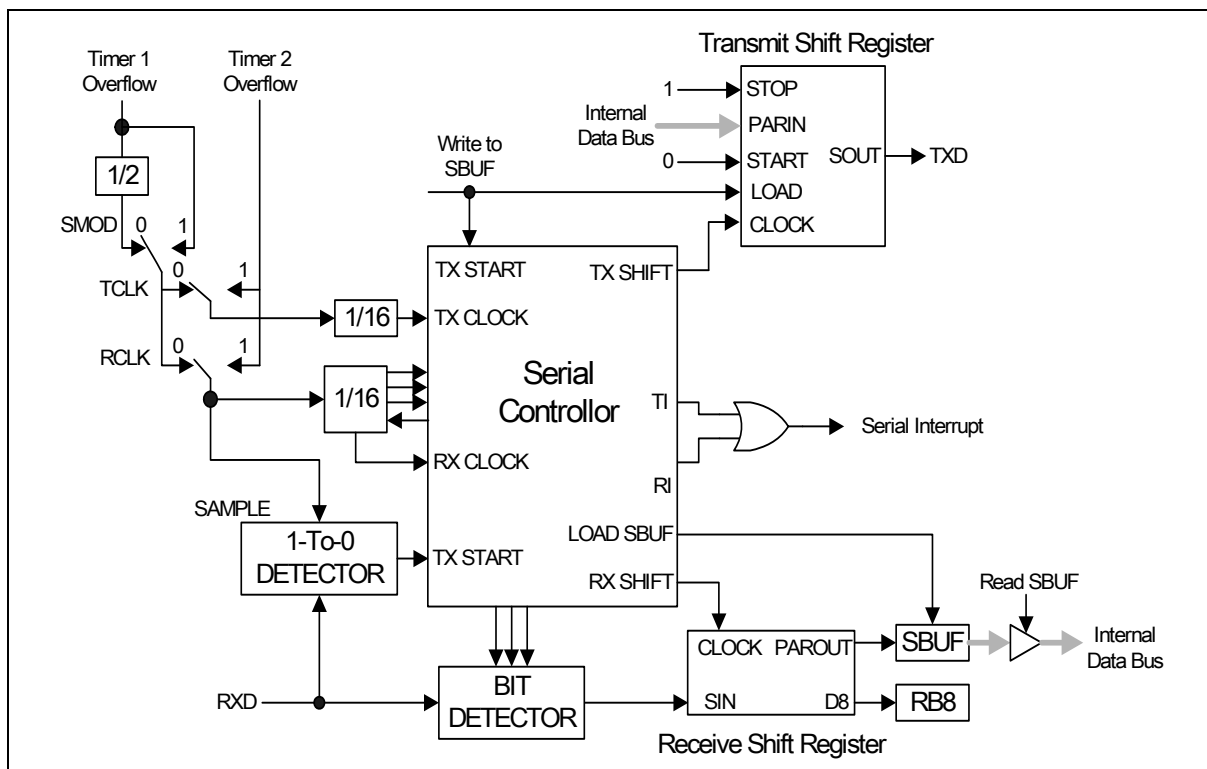 Timer 1
Overflow
Timer 2
Overflow
Transmit Shift Register
1
STOP
Internal
Data Bus
PARIN
Write to
SBUF
0
START
SOUT
TXD
LOAD
CLOCK
1/2
SMOD
0
1
TX START
TX SHIFT
TCLK
0
1
1/16
TX CLOCK
RCLK
0
1
1/16
Serial
Controllor
TI
Serial Interrupt
RX CLOCK
RI
SAMPLE
1-To-0
DETECTOR
TX START
LOAD SBUF
RX SHIFT
Read SBUF
CLOCK
PAROUT
SBUF
Internal
Data Bus
RXD
BIT
DETECTOR
SIN
D8
RB8
Receive Shift Register